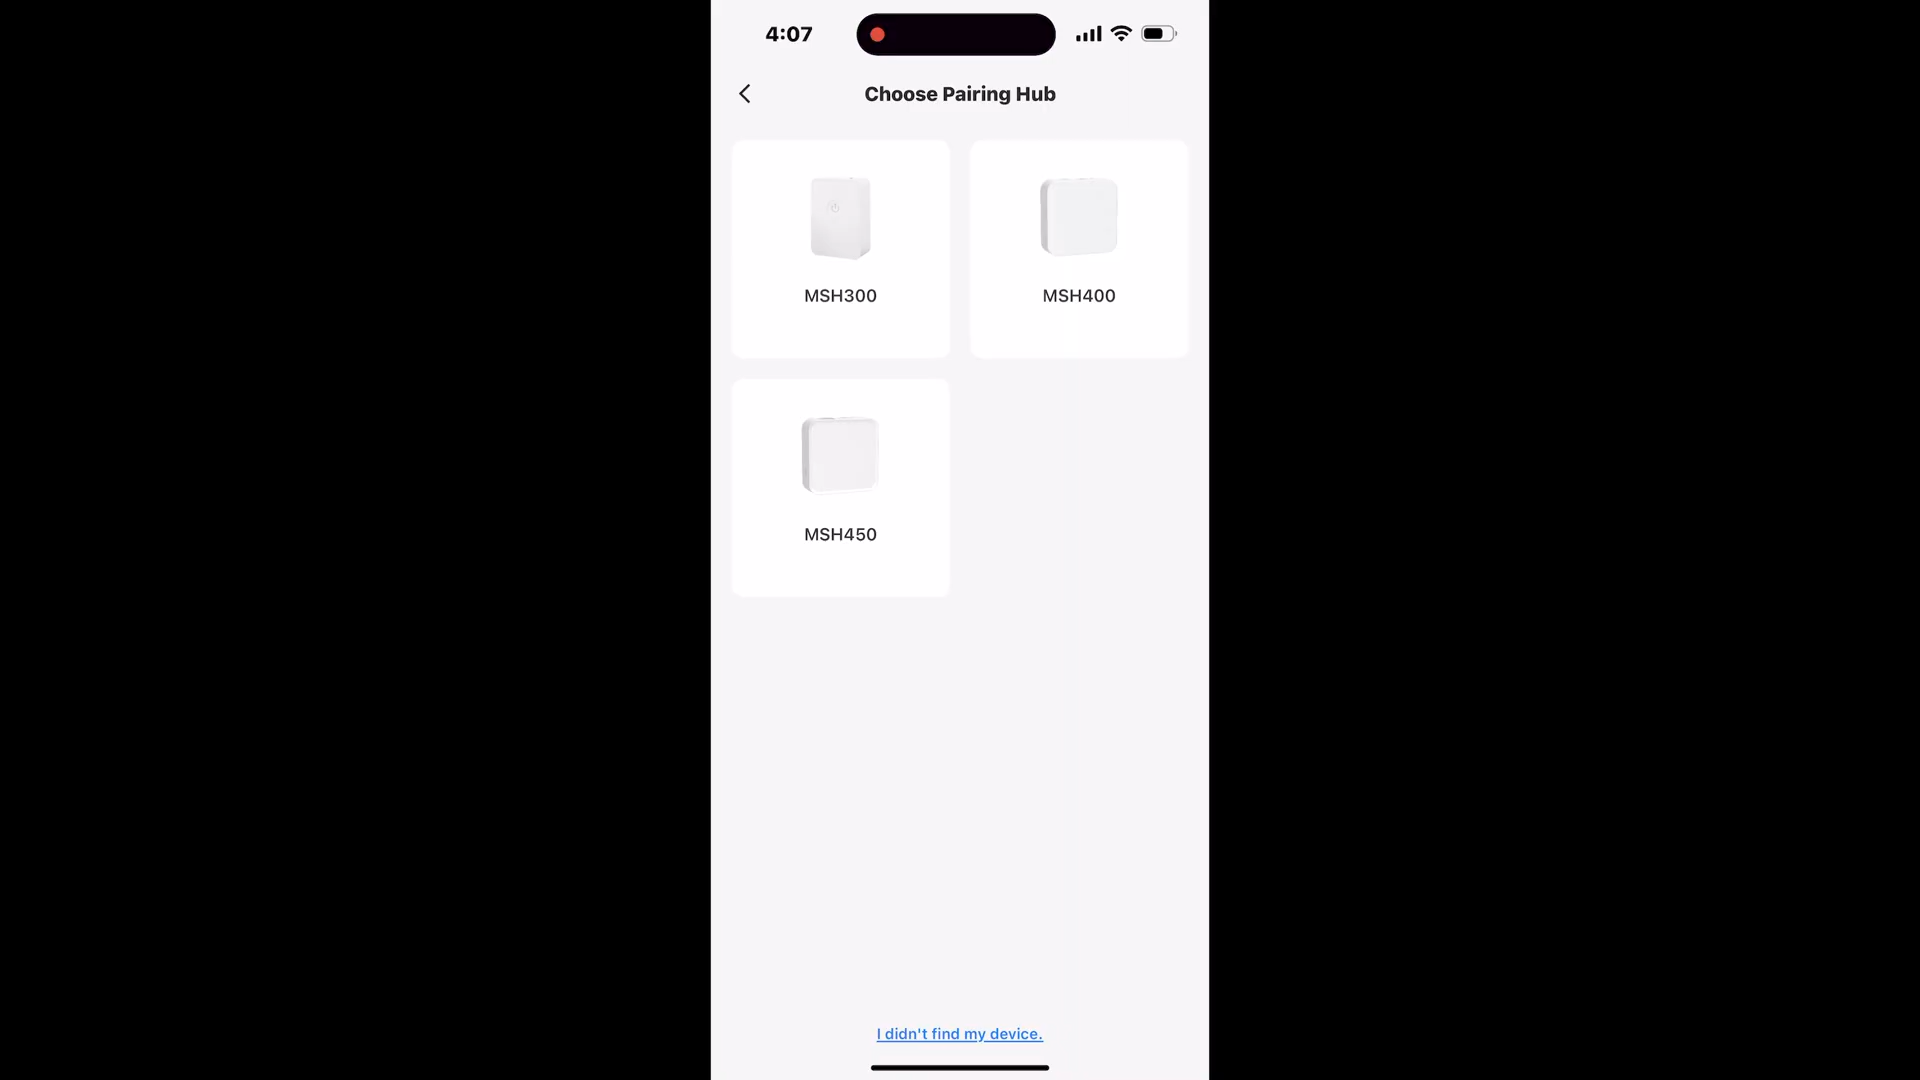 4:07
Choose Pairing Hub
MSH300
MSH400
MSH450
I didn't find my device.